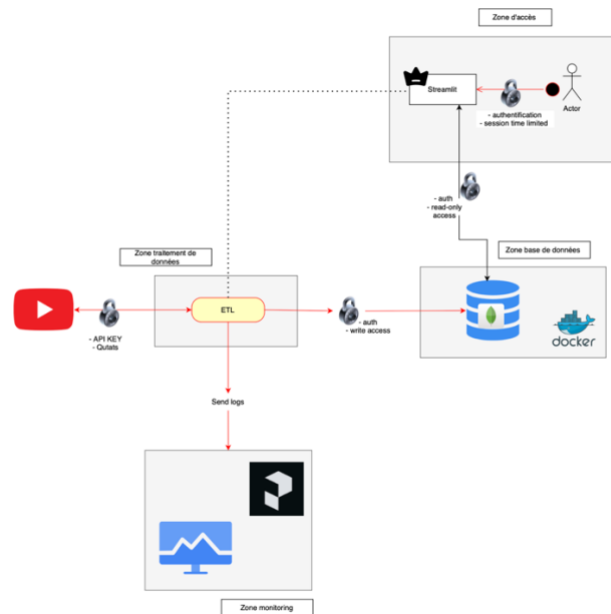 Zone d'accès
Streamlit
Actor
- authentification
- session time limited
- auth
- read-only
access
Zone base de données
Zone traitement de
données
ETL
- auth
- write access
docker
- API KEY
- Qutats
Send logs
Zone monitoring